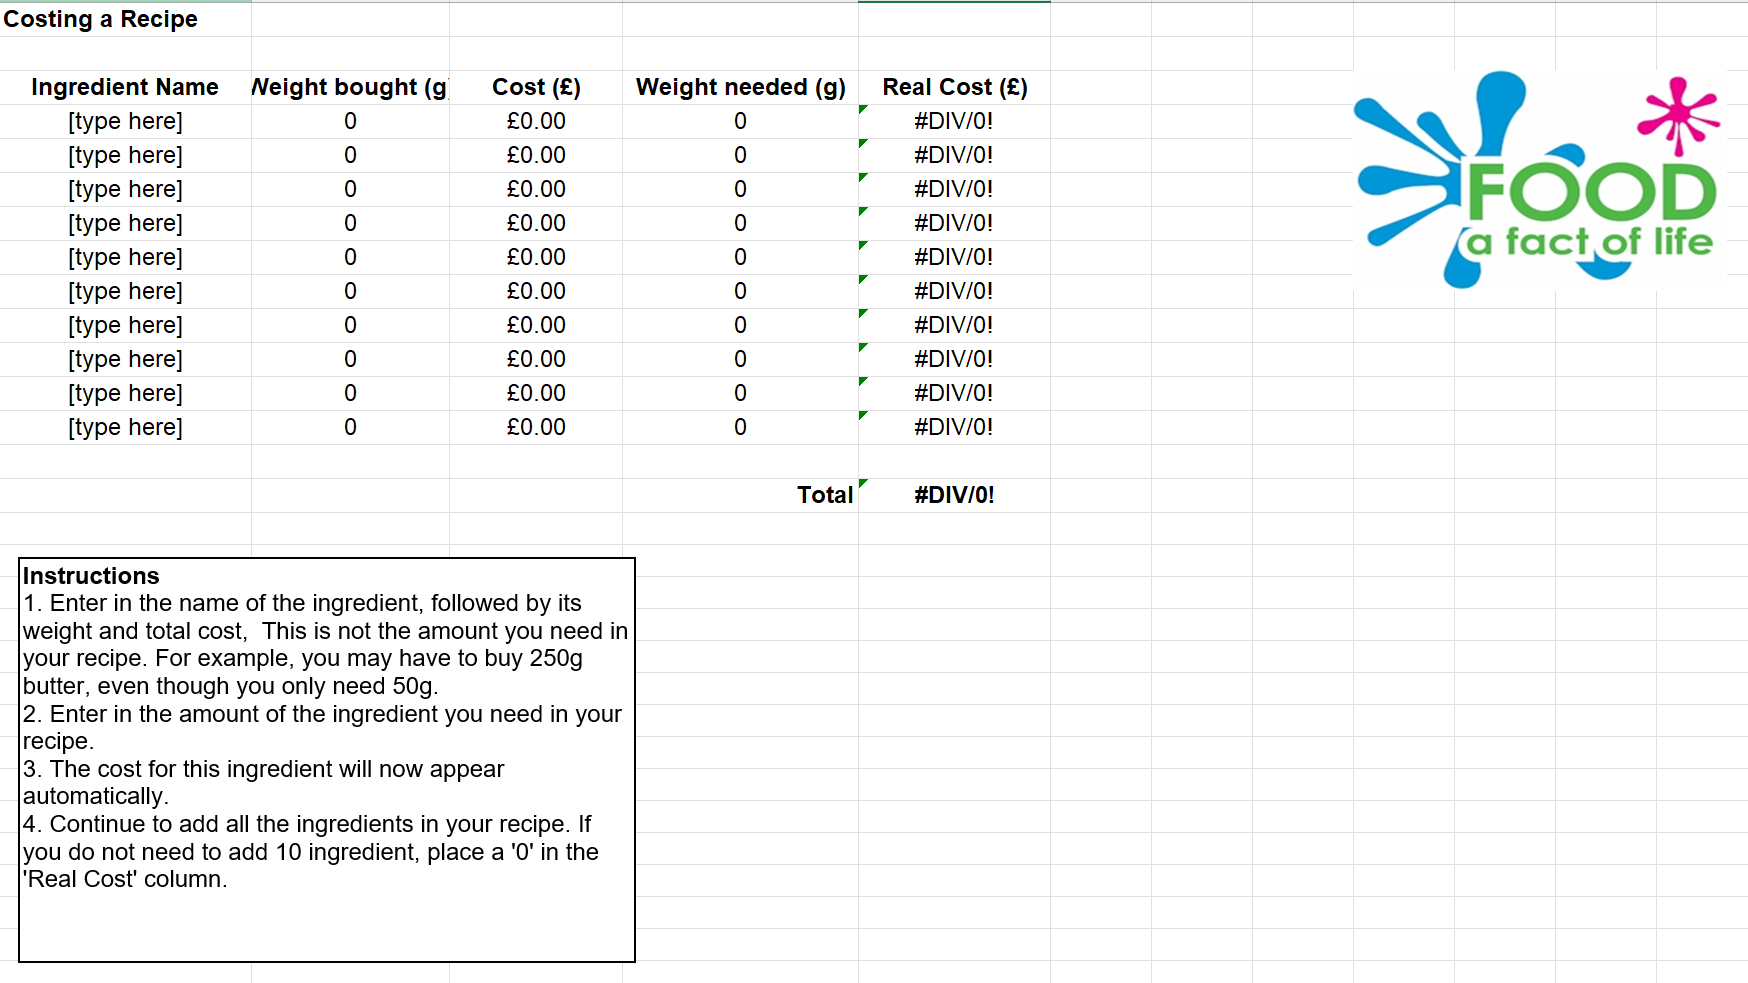 Costing a Recipe
Ingredient Name Weight bought (g) Cost (£) Weight needed (g) Real Cost (£)
[type here] 0 £0.00 0 #DIV/0!
[type here] 0 £0.00 0 #DIV/0!
[type here] 0 £0.00 0 #DIV/0!
[type here] 0 £0.00 0 #DIV/0!
[type here] 0 £0.00 0 #DIV/0!
[type here] 0 £0.00 0 #DIV/0!
[type here] 0 £0.00 0 #DIV/0!
[type here] 0 £0.00 0 #DIV/0!
[type here] 0 £0.00 0 #DIV/0!
[type here] 0 £0.00 0 #DIV/0!
Total #DIV/0!
FOOD
a fact of life
Instructions
1. Enter in the name of the ingredient, followed by its
weight and total cost,  This is not the amount you need in
your recipe. For example, you may have to buy 250g
butter, even though you only need 50g.
2. Enter in the amount of the ingredient you need in your
recipe.
3. The cost for this ingredient will now appear
automatically.
4. Continue to add all the ingredients in your recipe. If
you do not need to add 10 ingredient, place a '0' in the
'Real Cost' column.